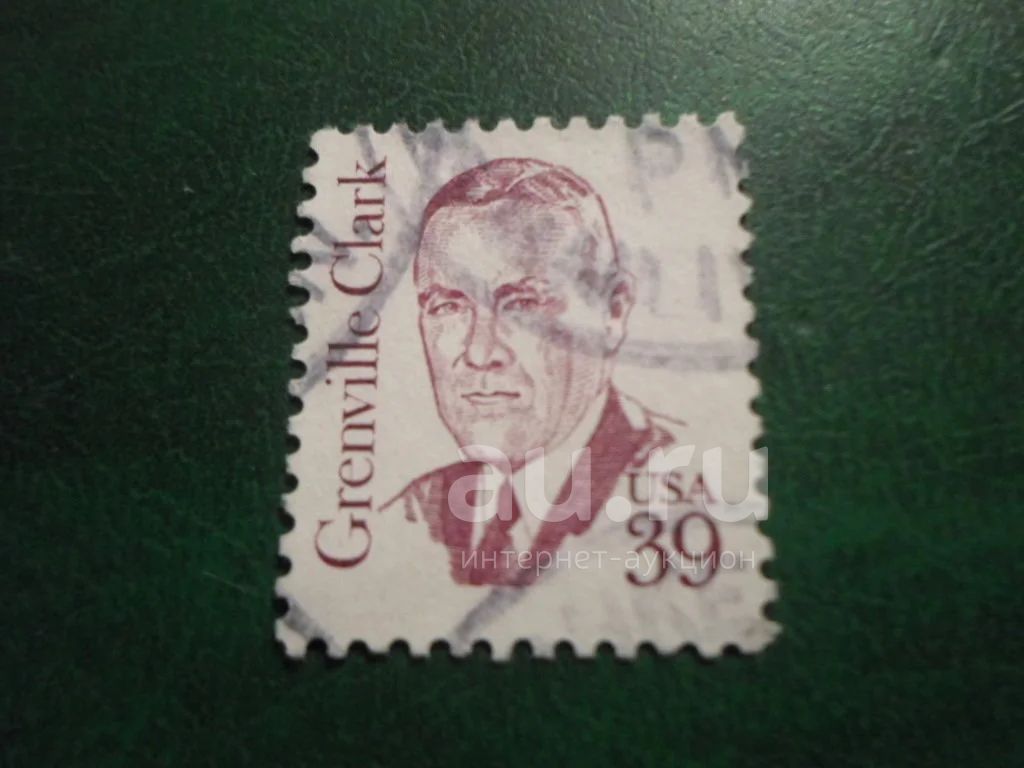 Grenville Clark
USA
39
au.ru
интернет-аукцион